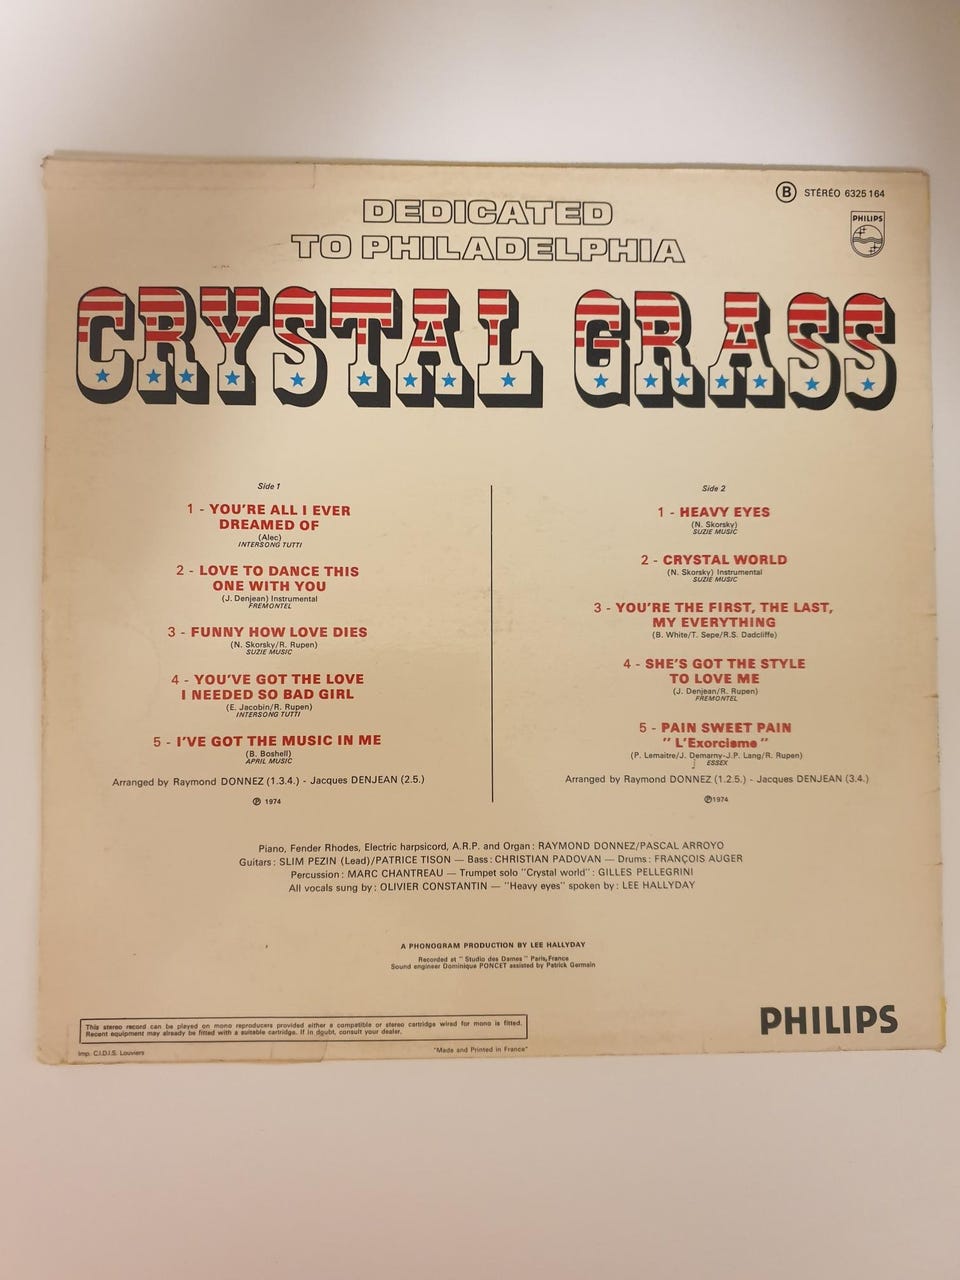 B STÉRÉO 6325 164
PHILIPS
DEDICATED
TO PHILADELPHIA
CRYSTAL GRASS
Side 1
1 - YOU'RE ALL I EVER
DREAMED OF
(Alec)
INTERSONG TUTTI
2 - LOVE TO DANCE THIS
ONE WITH YOU
(J. Denjean) Instrumental
FREMONTEL
3 - FUNNY HOW LOVE DIES
(N. Skorsky/R. Rupen)
SUZIE MUSIC
4 - YOU'VE GOT THE LOVE
I NEEDED SO BAD GIRL
(E. Jacobin/R. Rupen)
INTERSONG TUTTI
5 - I'VE GOT THE MUSIC IN ME
(B. Boshell)
APRIL MUSIC
Arranged by Raymond DONNEZ (1.3.4.) - Jacques DENJEAN (2.5.)
℗ 1974
Side 2
1 - HEAVY EYES
(N. Skorsky)
SUZIE MUSIC
2 - CRYSTAL WORLD
(N. Skorsky) Instrumental
SUZIE MUSIC
3 - YOU'RE THE FIRST, THE LAST,
MY EVERYTHING
(B. White/T. Sepe/R.S. Dadcliffe)
4 - SHE'S GOT THE STYLE
TO LOVE ME
(J. Denjean/R. Rupen)
FREMONTEL
5 - PAIN SWEET PAIN
" L'Exorcisme "
(P. Lemaitre/J. Demarny-J.P. Lang/R. Rupen)
ESSEX
Arranged by Raymond DONNEZ (1.2.5.) - Jacques DENJEAN (3.4.)
℗1974
Piano, Fender Rhodes, Electric harpsicord, A.R.P. and Organ : RAYMOND DONNEZ/PASCAL ARROYO
Guitars : SLIM PEZIN (Lead)/PATRICE TISON — Bass : CHRISTIAN PADOVAN — Drums : FRANÇOIS AUGER
Percussion : MARC CHANTREAU — Trumpet solo "Crystal world" : GILLES PELLEGRINI
All vocals sung by : OLIVIER CONSTANTIN — "Heavy eyes" spoken by : LEE HALLYDAY
A PHONOGRAM PRODUCTION BY LEE HALLYDAY
Recorded at " Studio des Dames " Paris, France
Sound engineer Dominique PONCET assisted by Patrick Germain
This stereo record can be played on mono reproducers provided either a compatible or stereo cartridge wired for mono is fitted.
Recent equipment may already be fitted with a suitable cartridge. If in doubt, consult your dealer.
Imp. C.I.D.I.S. Louviers
"Made and Printed in France"
PHILIPS